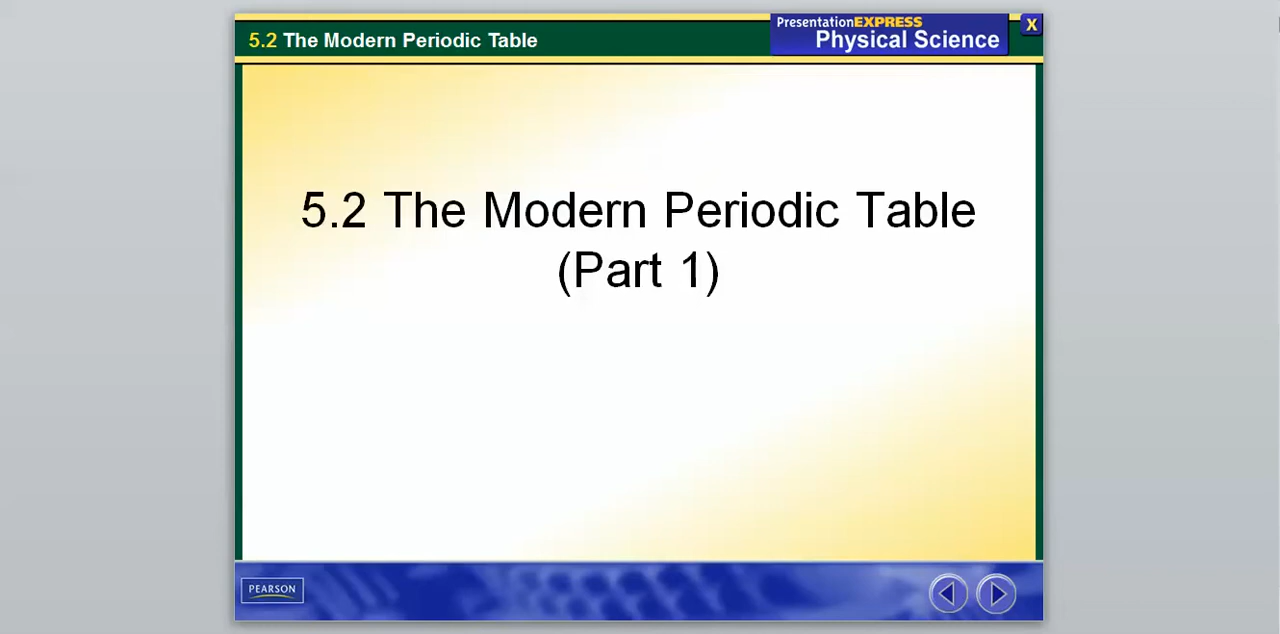 5.2 The Modern Periodic Table
PresentationEXPRESS
Physical Science
X
5.2 The Modern Periodic Table
(Part 1)
PEARSON